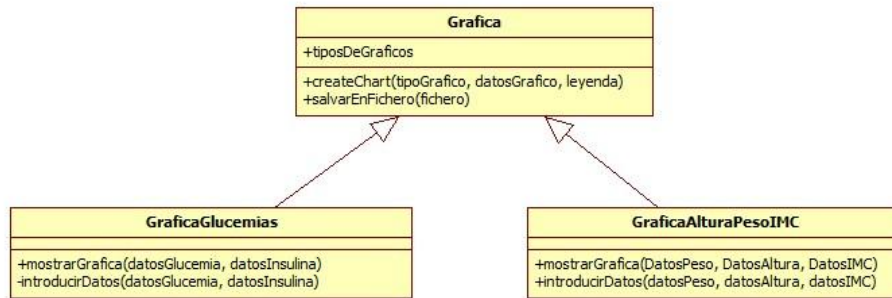 Grafica
+tiposDeGraficos
+createChart(tipoGrafico, datosGrafico, leyenda)
+salvarEnFichero(fichero)
GraficaGlucemias
+mostrarGrafica(datosGlucemia, datosInsulina)
-introducirDatos(datosGlucemia, datosInsulina)
GraficaAlturaPesoIMC
+mostrarGrafica(DatosPeso, DatosAltura, DatosIMC)
+introducirDatos(datosPeso, datosAltura, datosIMC)